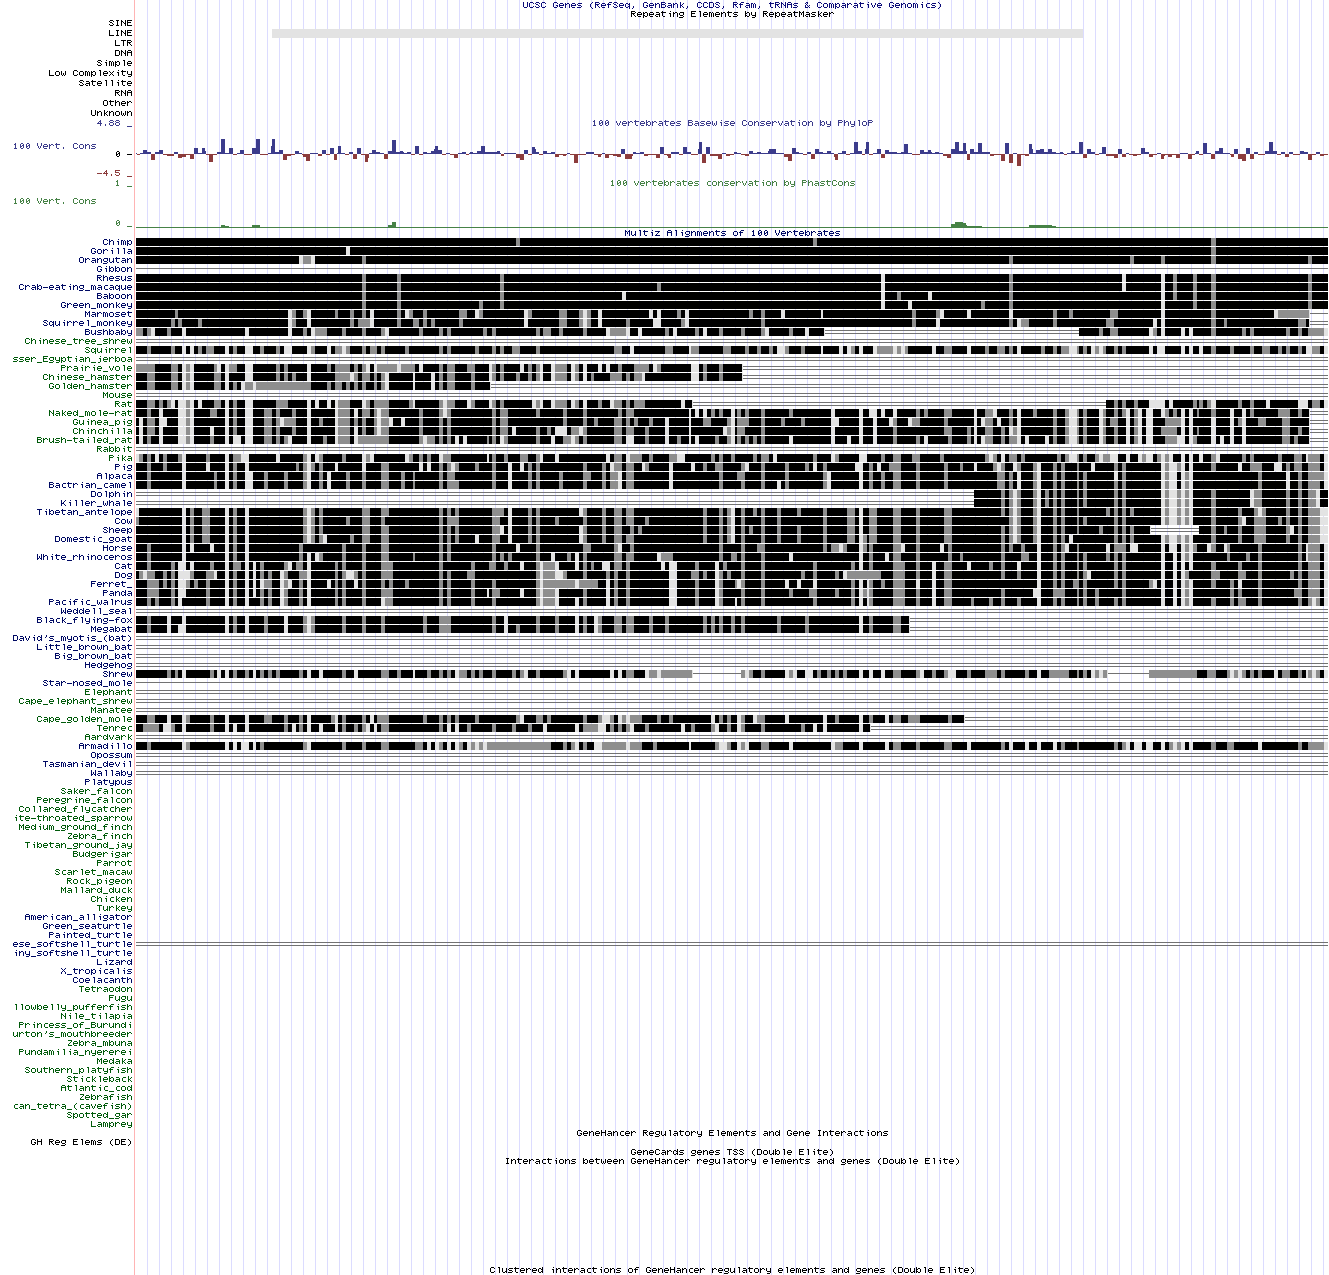 UCSC Genes (RefSeq, GenBank, CCDS, Rfam, tRNAs & Comparative Genomics)
Repeating Elements by RepeatMasker
SINE
LINE
LTR
DNA
Simple
Low Complexity
Satellite
RNA
Other
Unknown
4.88 _
100 vertebrates Basewise Conservation by PhyloP
100 Vert. Cons
0 -
-4.5 _
1 _
100 vertebrates conservation by PhastCons
100 Vert. Cons
0 _
Multiz Alignments of 100 Vertebrates
Chimp
Gorilla
Orangutan
Gibbon
Rhesus
Crab-eating_macaque
Baboon
Green_monkey
Marmoset
Squirrel_monkey
Bushbaby
Chinese_tree_shrew
Squirrel
sser_Egyptian_jerboa
Prairie_vole
Chinese_hamster
Golden_hamster
Mouse
Rat
Naked_mole-rat
Guinea_pig
Chinchilla
Brush-tailed_rat
Rabbit
Pika
Pig
Alpaca
Bactrian_camel
Dolphin
Killer_whale
Tibetan_antelope
Cow
Sheep
Domestic_goat
Horse
White_rhinoceros
Cat
Dog
Ferret_
Panda
Pacific_walrus
Weddell_seal
Black_flying-fox
Megabat
David's_myotis_(bat)
Little_brown_bat
Big_brown_bat
Hedgehog
Shrew
Star-nosed_mole
Elephant
Cape_elephant_shrew
Manatee
Cape_golden_mole
Tenrec
Aardvark
Armadillo
Opossum
Tasmanian_devil
Wallaby
Platypus
Saker_falcon
Peregrine_falcon
Collared_flycatcher
ite-throated_sparrow
Medium_ground_finch
Zebra_finch
Tibetan_ground_jay
Budgerigar
Parrot
Scarlet_macaw
Rock_pigeon
Mallard_duck
Chicken
Turkey
American_alligator
Green_seaturtle
Painted_turtle
ese_softshell_turtle
iny_softshell_turtle
Lizard
X_tropicalis
Coelacanth
Tetraodon
Fugu
llowbelly_pufferfish
Nile_tilapia
Princess_of_Burundi
urton's_mouthbreeder
Zebra_mbuna
Pundamilia_nyererei
Medaka
Southern_platyfish
Stickleback
Atlantic_cod
Zebrafish
can_tetra_(cavefish)
Spotted_gar
Lamprey
GeneHancer Regulatory Elements and Gene Interactions
GH Reg Elems (DE)
GeneCards genes TSS (Double Elite)
Interactions between GeneHancer regulatory elements and genes (Double Elite)
Clustered interactions of GeneHancer regulatory elements and genes (Double Elite)